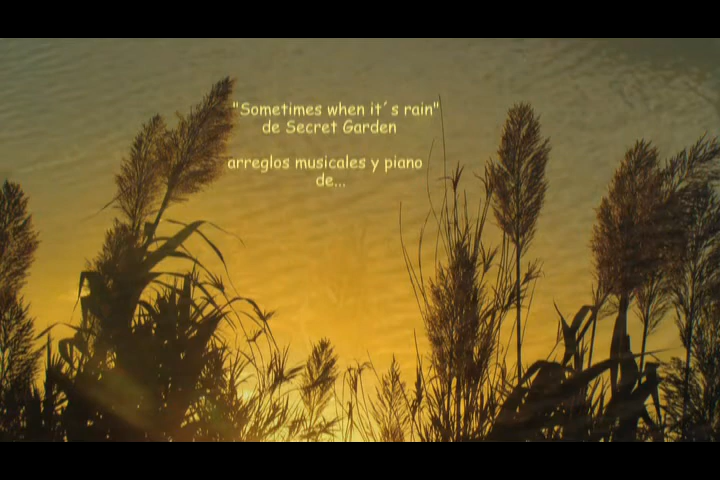 "Sometimes when it´s rain"
de Secret Garden
arreglos musicales y piano
de...